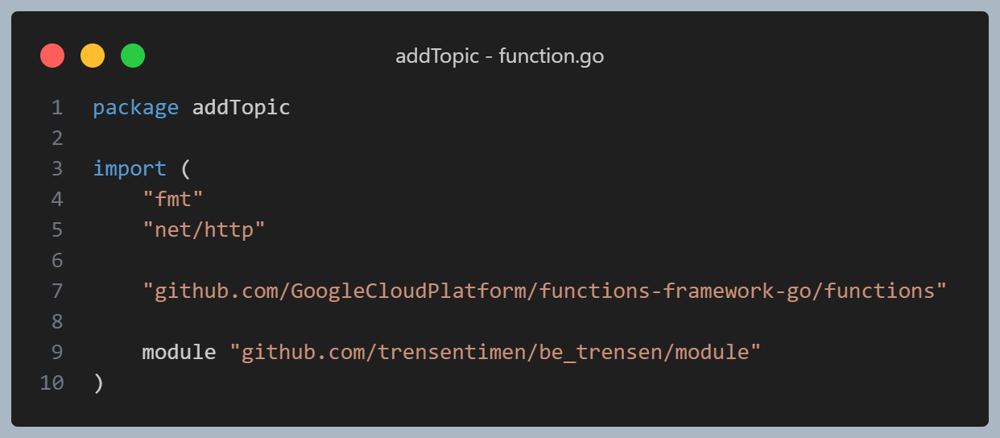 addTopic - function.go
1 package addTopic
2
3 import (
4     "fmt"
5     "net/http"
6
7     "github.com/GoogleCloudPlatform/functions-framework-go/functions"
8
9     module "github.com/trensentimen/be_trensen/module"
10 )